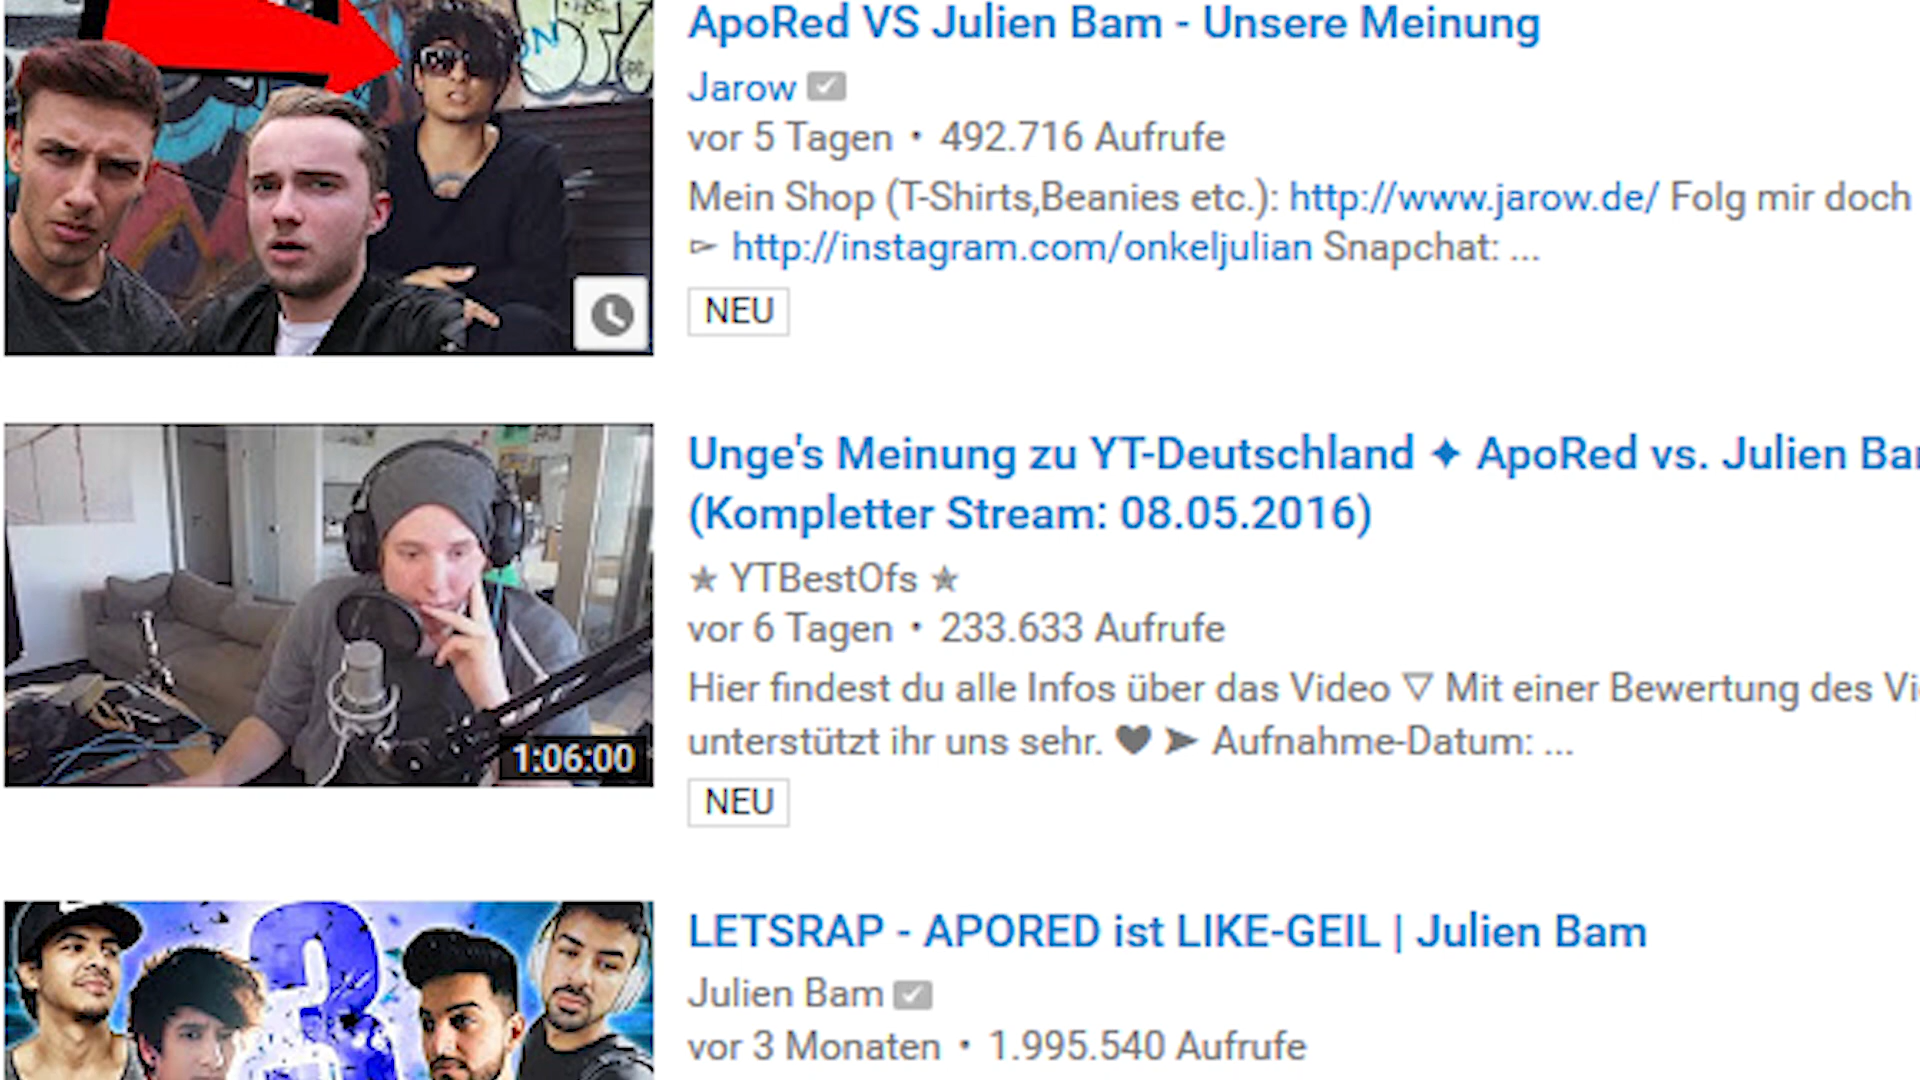 ApoRed VS Julien Bam - Unsere Meinung
Jarow
vor 5 Tagen • 492.716 Aufrufe
Mein Shop (T-Shirts,Beanies etc.): http://www.jarow.de/ Folg mir doch
▻ http://instagram.com/onkeljulian Snapchat: ...
NEU
Unge's Meinung zu YT-Deutschland ✦ ApoRed vs. Julien
(Kompletter Stream: 08.05.2016)
★ YTBestOfs ★
vor 6 Tagen • 233.633 Aufrufe
Hier findest du alle Infos über das Video ▽ Mit einer Bewertung des
unterstützt ihr uns sehr. ♥ ➤ Aufnahme-Datum: ...
1:06:00
NEU
LETSRAP - APORED ist LIKE-GEIL | Julien Bam
Julien Bam
vor 3 Monaten • 1.995.540 Aufrufe